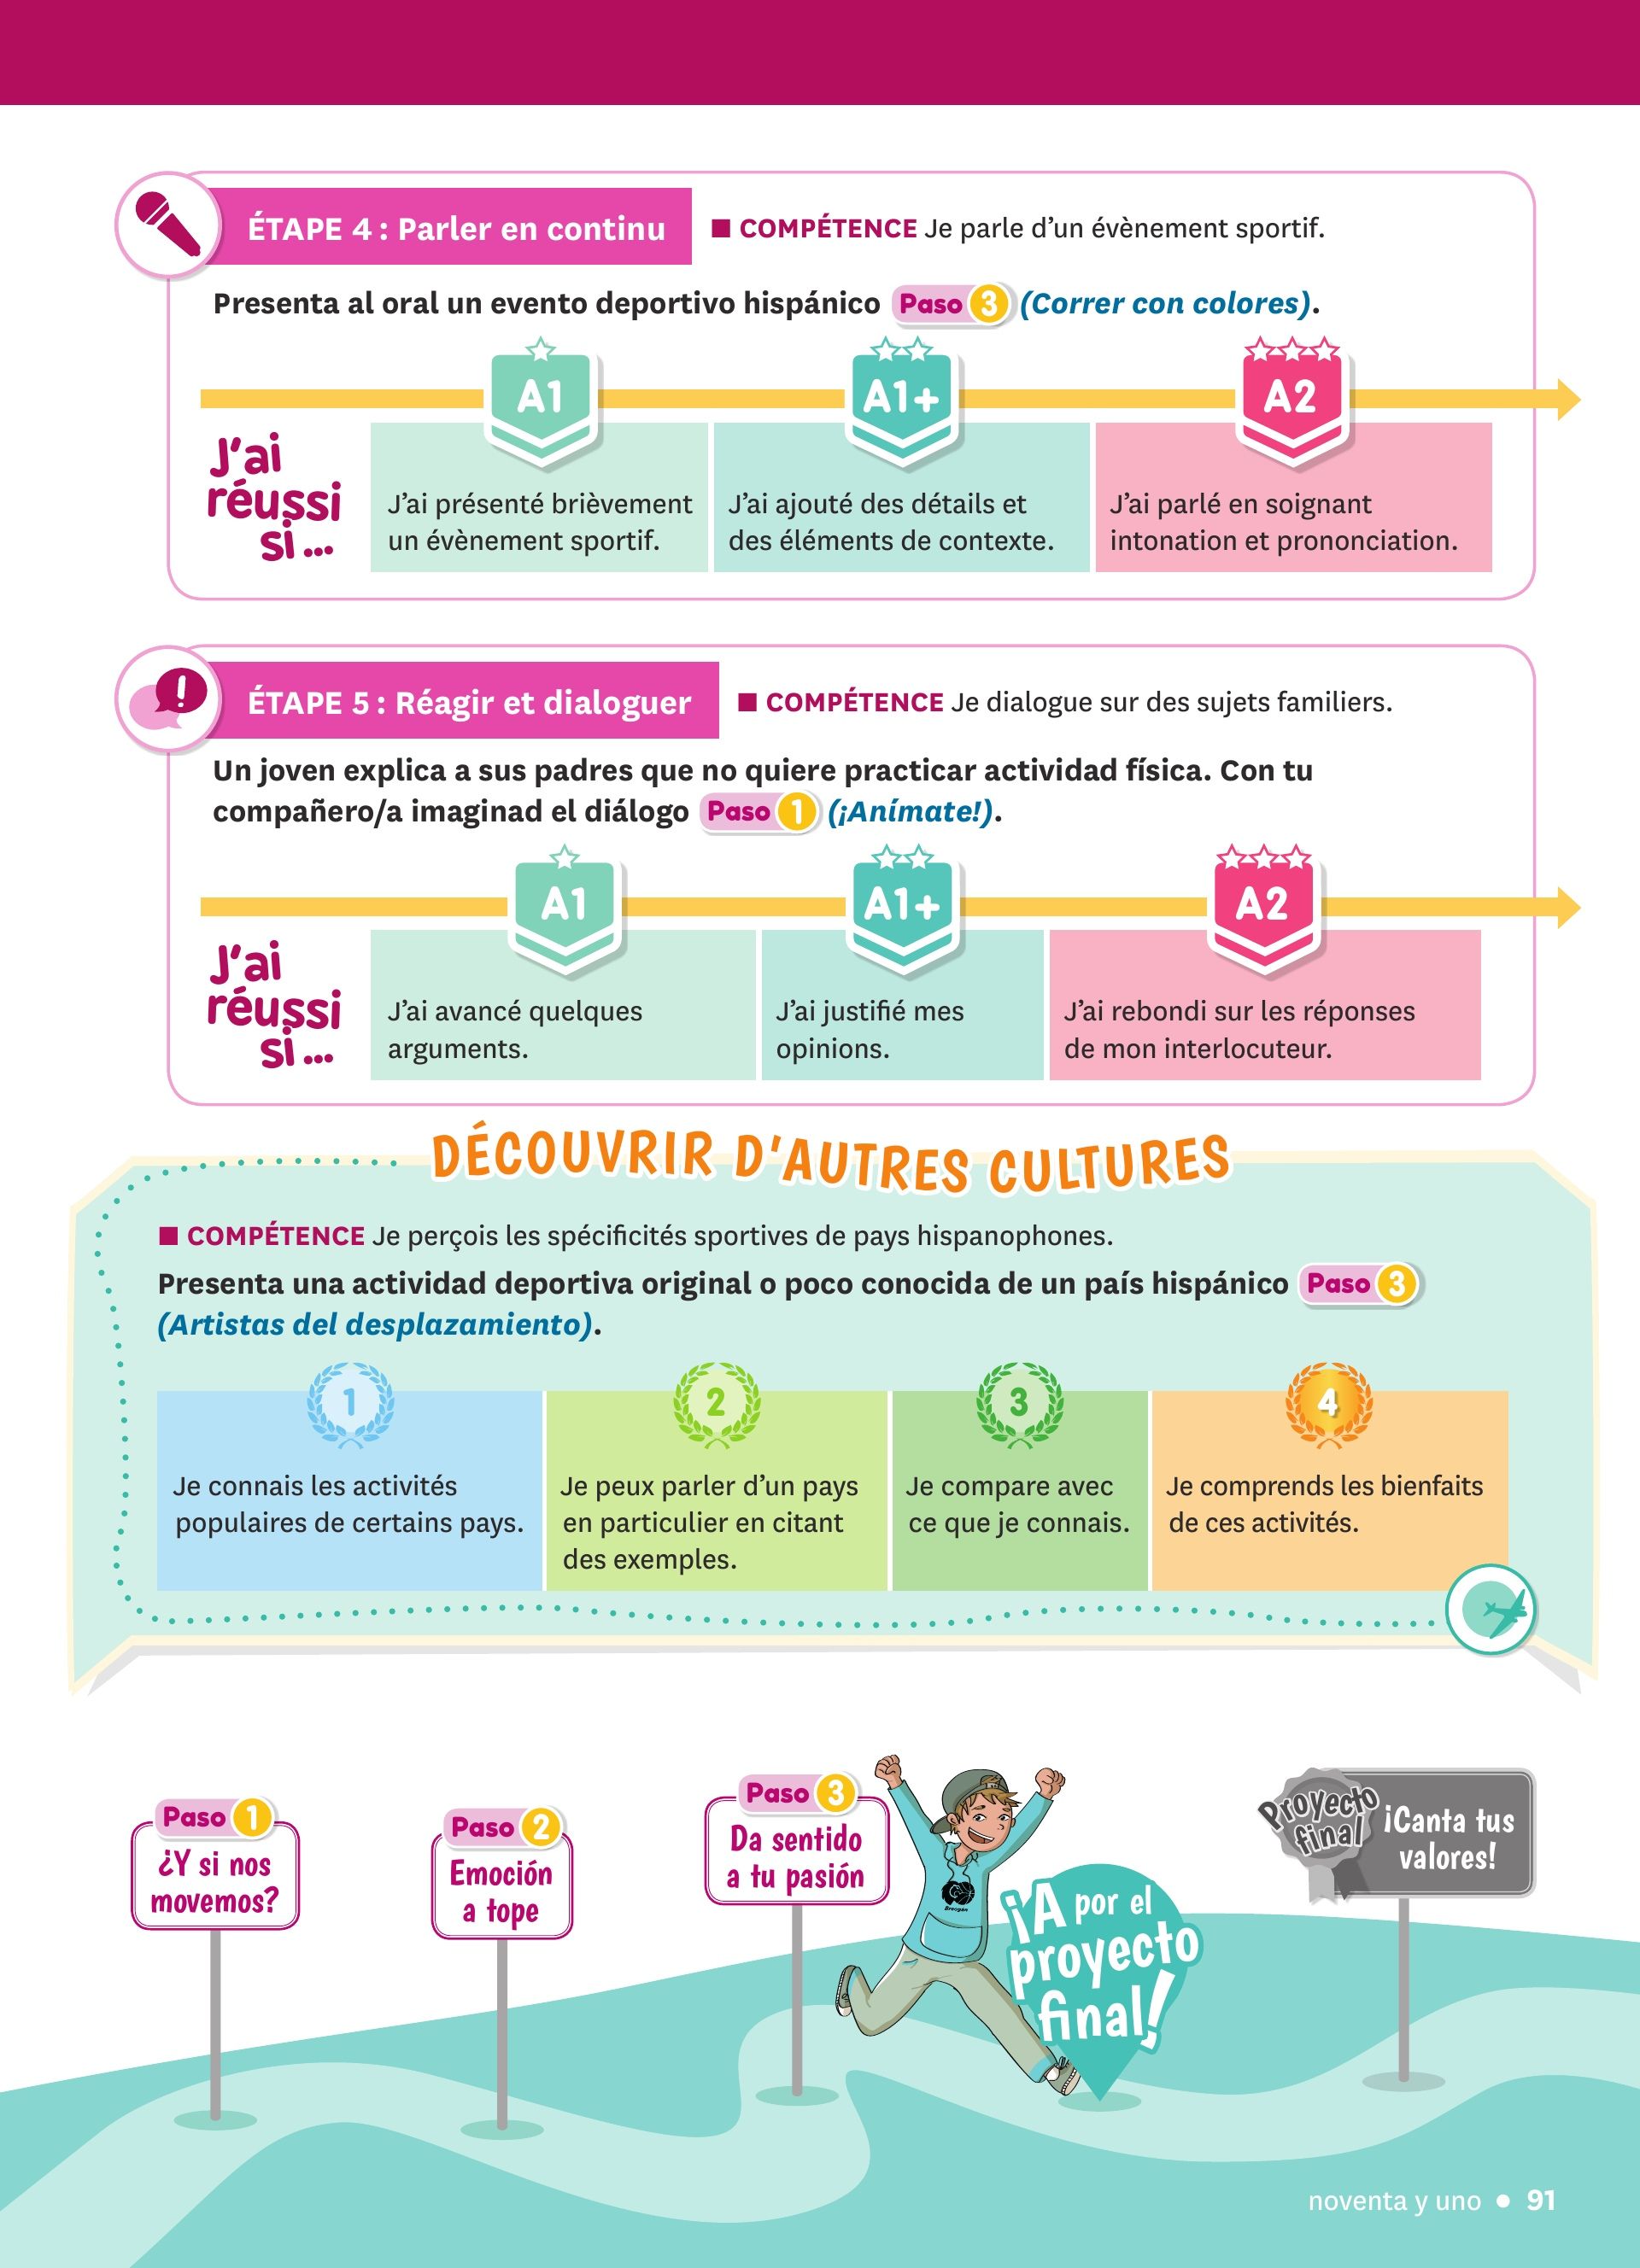 ÉTAPE 4 : Parler en continu
■ COMPÉTENCE Je parle d'un évènement sportif.
Presenta al oral un evento deportivo hispánico Paso 3 (Correr con colores).
A1
A1+
A2
J'ai
réussi
si ...
J'ai présenté brièvement
un évènement sportif.
J'ai ajouté des détails et
des éléments de contexte.
J'ai parlé en soignant
intonation et prononciation.
!
ÉTAPE 5 : Réagir et dialoguer
■ COMPÉTENCE Je dialogue sur des sujets familiers.
Un joven explica a sus padres que no quiere practicar actividad física. Con tu
compañero/a imaginad el diálogo Paso 1 (¡Anímate!).
A1
A1+
A2
J'ai
réussi
si ...
J'ai avancé quelques
arguments.
J'ai justifié mes
opinions.
J'ai rebondi sur les réponses
de mon interlocuteur.
DÉCOUVRIR D'AUTRES CULTURES
■ COMPÉTENCE Je perçois les spécificités sportives de pays hispanophones.
Presenta una actividad deportiva original o poco conocida de un país hispánico Paso 3
(Artistas del desplazamiento).
1
Je connais les activités
populaires de certains pays.
2
Je peux parler d'un pays
en particulier en citant
des exemples.
3
Je compare avec
ce que je connais.
4
Je comprends les bienfaits
de ces activités.
Paso 1
¿Y si nos
movemos?
Paso 2
Emoción
a tope
Paso 3
Da sentido
a tu pasión
Breogán
¡A por el
proyecto
final!
Proyecto
final
¡Canta tus
valores!
noventa y uno • 91